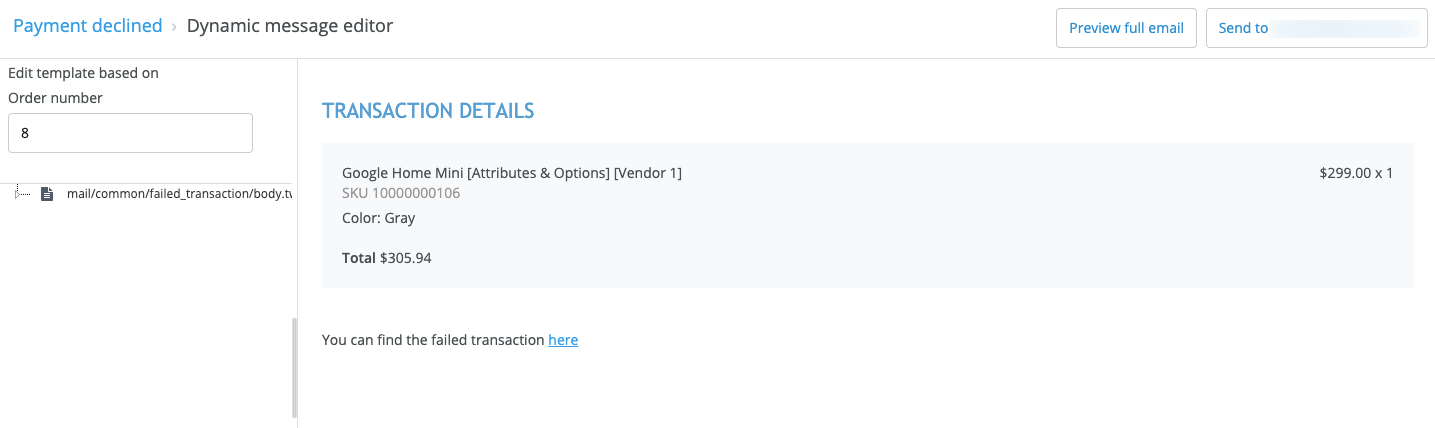 Payment declined › Dynamic message editor
Preview full email
Send to
Edit template based on
Order number
8
mail/common/failed_transaction/body.tw
TRANSACTION DETAILS
Google Home Mini [Attributes & Options] [Vendor 1] $299.00 x 1
SKU 10000000106
Color: Gray
Total $305.94
You can find the failed transaction here